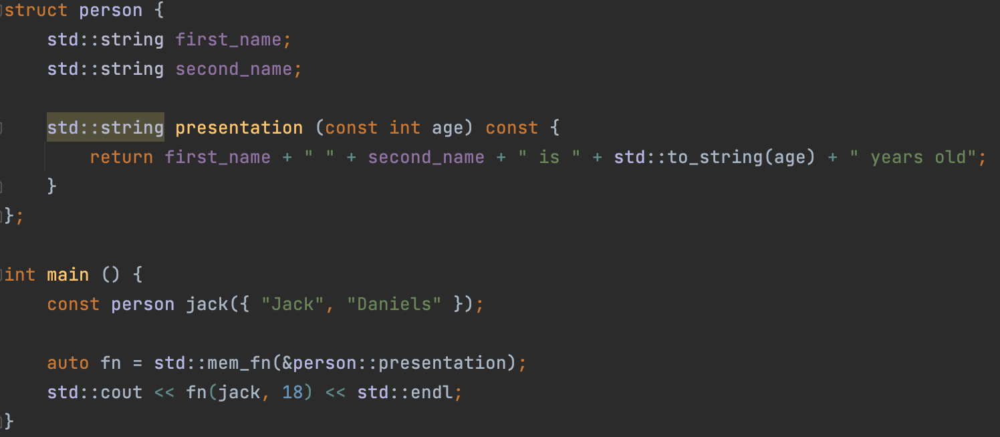 struct person {
    std::string first_name;
    std::string second_name;

    std::string presentation (const int age) const {
        return first_name + " " + second_name + " is " + std::to_string(age) + " years old";
    }
};

int main () {
    const person jack({ "Jack", "Daniels" });

    auto fn = std::mem_fn(&person::presentation);
    std::cout << fn(jack, 18) << std::endl;
}